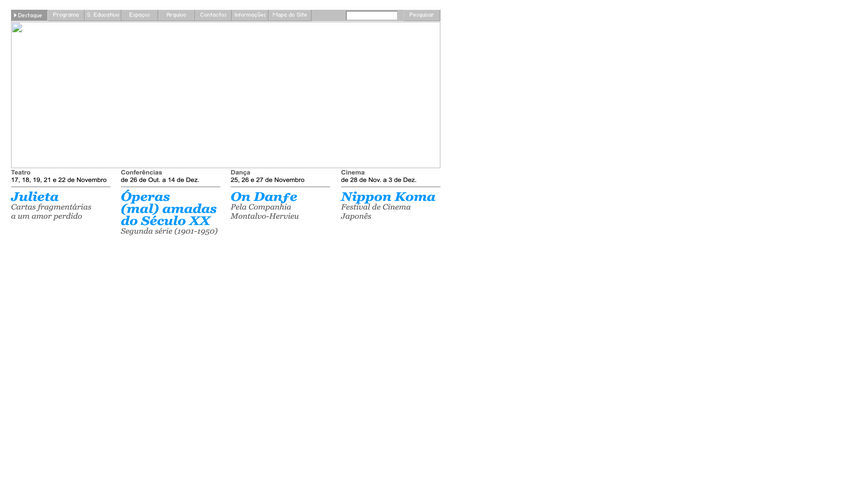 Destaque Programa S. Educativo Espaços Arquivo Contactos Informações Mapa do Site Pesquisar
Teatro
17, 18, 19, 21 e 22 de Novembro
Julieta
Cartas fragmentárias
a um amor perdido
Conferências
de 26 de Out. a 14 de Dez.
Óperas
(mal) amadas
do Século XX
Segunda série (1901-1950)
Dança
25, 26 e 27 de Novembro
On Danfe
Pela Companhia
Montalvo-Hervieu
Cinema
de 28 de Nov. a 3 de Dez.
Nippon Koma
Festival de Cinema
Japonês